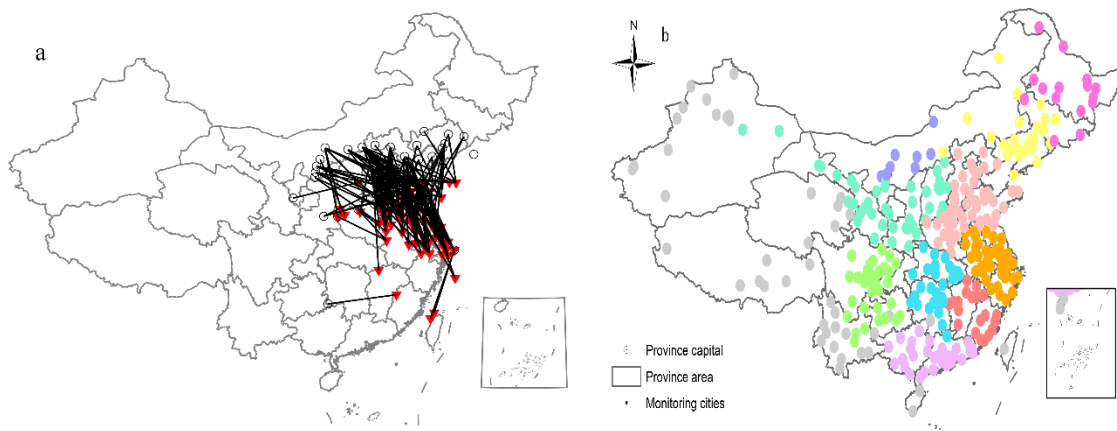 a
N
b
Province capital
Province area
Monitoring cities